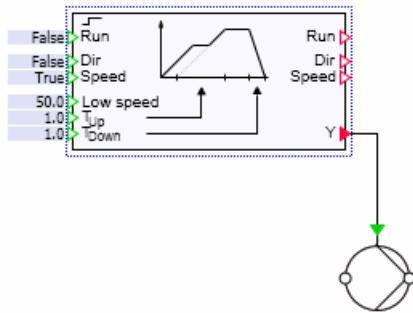 False Run Run
False Dir Dir
True Speed Speed
50.0 Low speed
1.0 TUp
1.0 TDown Y